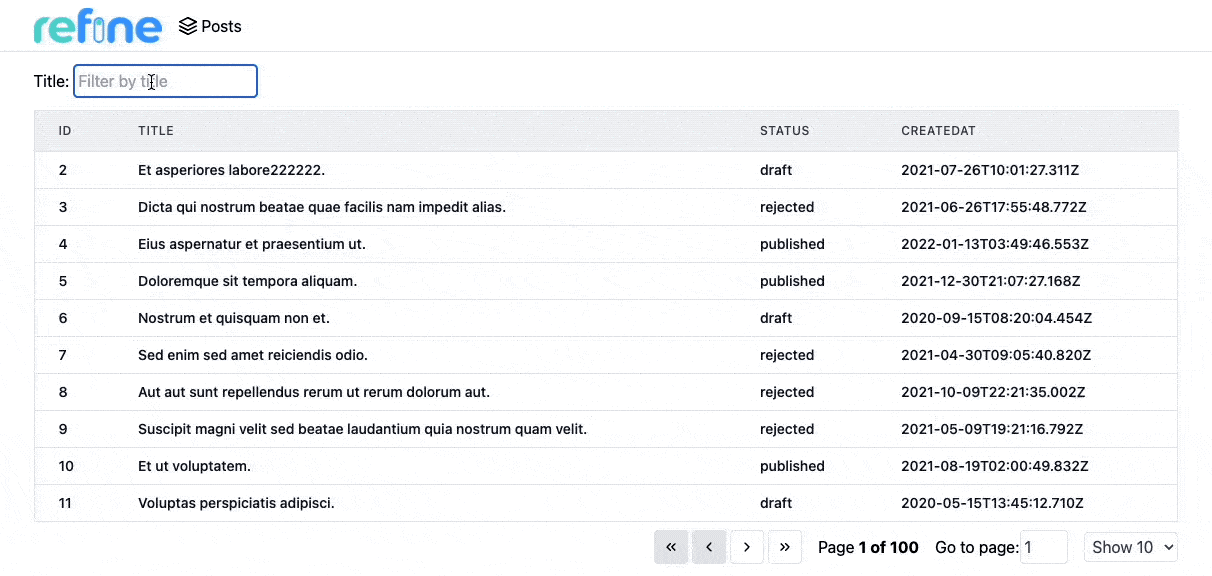 refine Posts
Title: Filter by title
ID TITLE STATUS CREATEDAT
2 Et asperiores labore222222. draft 2021-07-26T10:01:27.311Z
3 Dicta qui nostrum beatae quae facilis nam impedit alias. rejected 2021-06-26T17:55:48.772Z
4 Eius aspernatur et praesentium ut. published 2022-01-13T03:49:46.553Z
5 Doloremque sit tempora aliquam. published 2021-12-30T21:07:27.168Z
6 Nostrum et quisquam non et. draft 2020-09-15T08:20:04.454Z
7 Sed enim sed amet reiciendis odio. rejected 2021-04-30T09:05:40.820Z
8 Aut aut sunt repellendus rerum ut rerum dolorum aut. rejected 2021-10-09T22:21:35.002Z
9 Suscipit magni velit sed beatae laudantium quia nostrum quam velit. rejected 2021-05-09T19:21:16.792Z
10 Et ut voluptatem. published 2021-08-19T02:00:49.832Z
11 Voluptas perspiciatis adipisci. draft 2020-05-15T13:45:12.710Z
« ‹ › » Page 1 of 100 Go to page: 1 Show 10